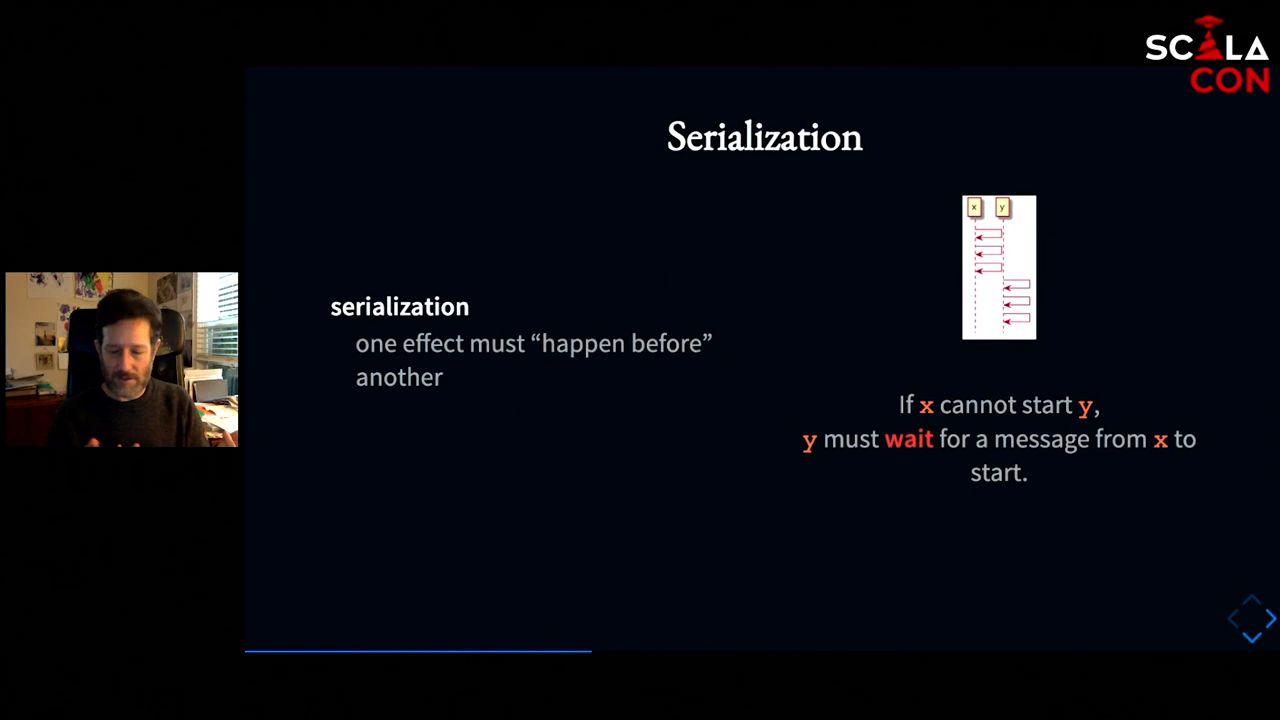 SCALA
CON
Serialization
x y
serialization
one effect must “happen before”
another
If x cannot start y,
y must wait for a message from x to
start.